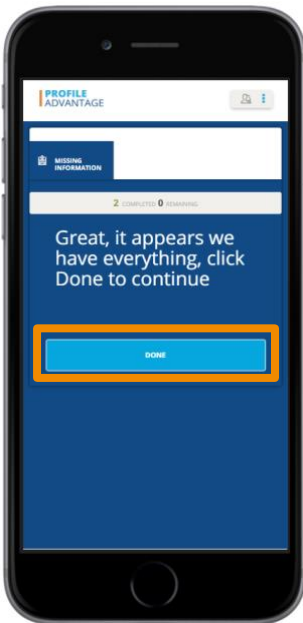 PROFILE
ADVANTAGE
MISSING
INFORMATION
2 COMPLETED 0 REMAINING
Great, it appears we
have everything, click
Done to continue
DONE